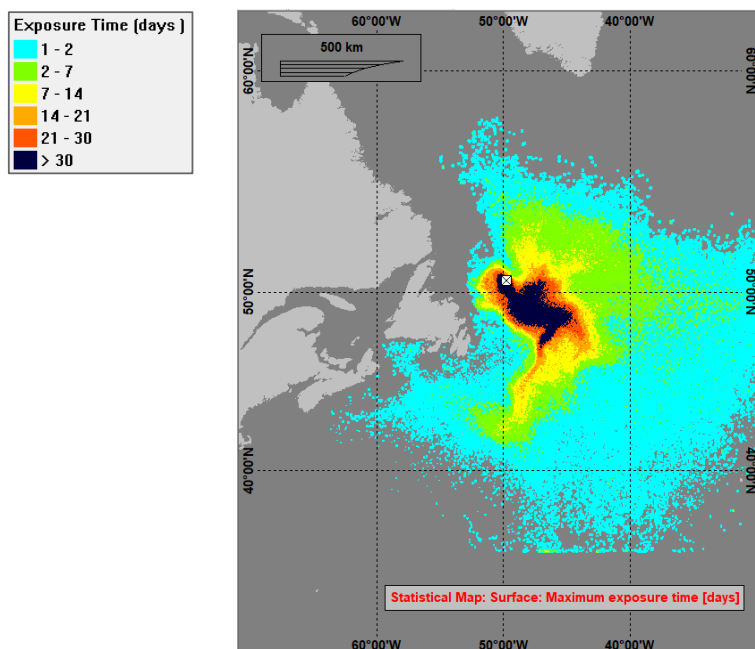 Exposure Time (days )
1 - 2
2 - 7
7 - 14
14 - 21
21 - 30
> 30
60°00'W 50°00'W 40°00'W
500 km
60°00'N 60°00'N
50°00'N 50°00'N
40°00'N 40°00'N
Statistical Map: Surface: Maximum exposure time [days]
60°00'W 50°00'W 40°00'W